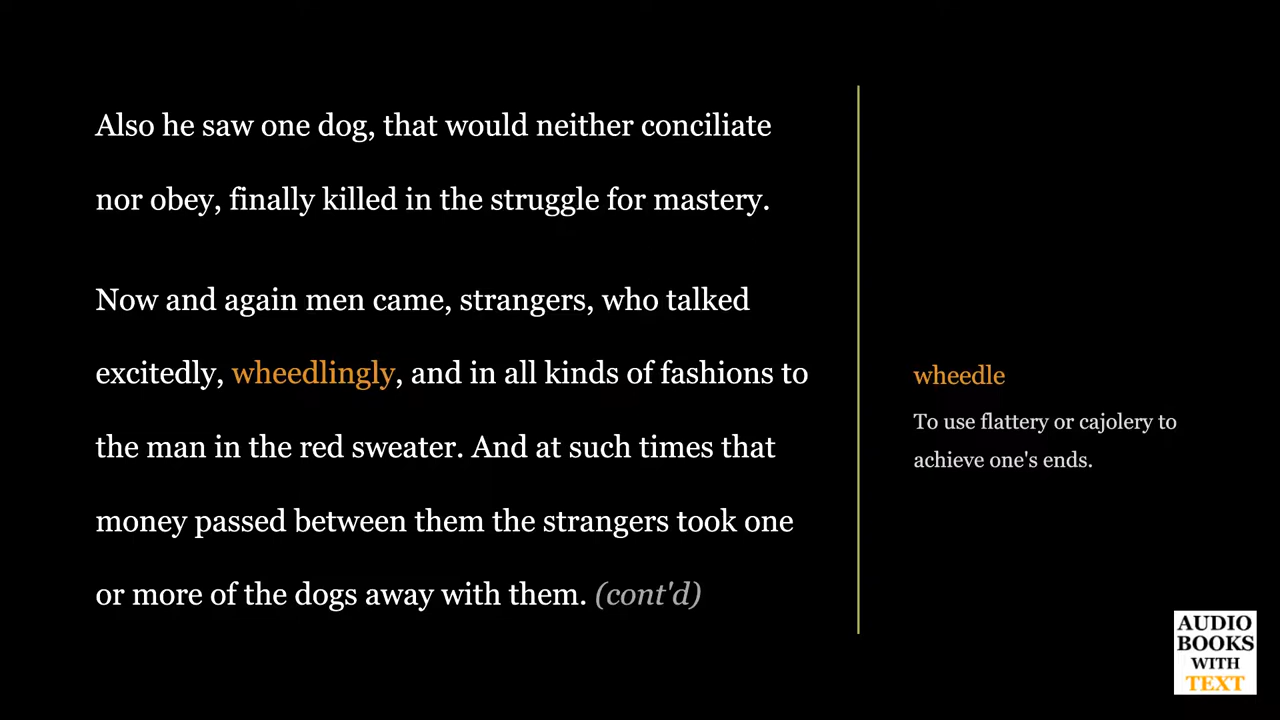 Also he saw one dog, that would neither conciliate
nor obey, finally killed in the struggle for mastery.
Now and again men came, strangers, who talked
excitedly, wheedlingly, and in all kinds of fashions to
the man in the red sweater. And at such times that
money passed between them the strangers took one
or more of the dogs away with them. (cont'd)
wheedle
To use flattery or cajolery to
achieve one's ends.
AUDIO
BOOKS
WITH
TEXT